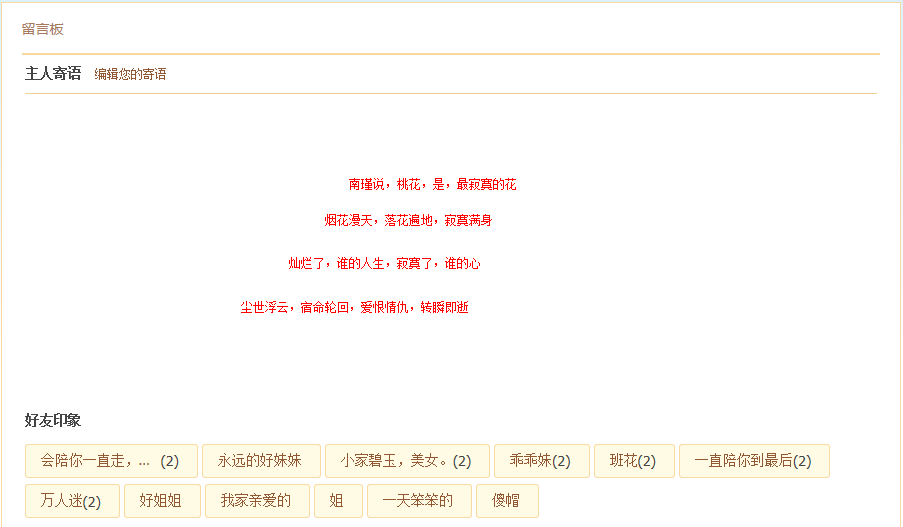 留言板
主人寄语 编辑您的寄语
南瑾说，桃花，是，最寂寞的花
烟花漫天，落花遍地，寂寞满身
灿烂了，谁的人生，寂寞了，谁的心
尘世浮云，宿命轮回，爱恨情仇，转瞬即逝
好友印象
会陪你一直走，... (2) 永远的好妹妹 小家碧玉，美女。(2) 乖乖妹(2) 班花(2) 一直陪你到最后(2)
万人迷(2) 好姐姐 我家亲爱的 姐 一天笨笨的 傻帽